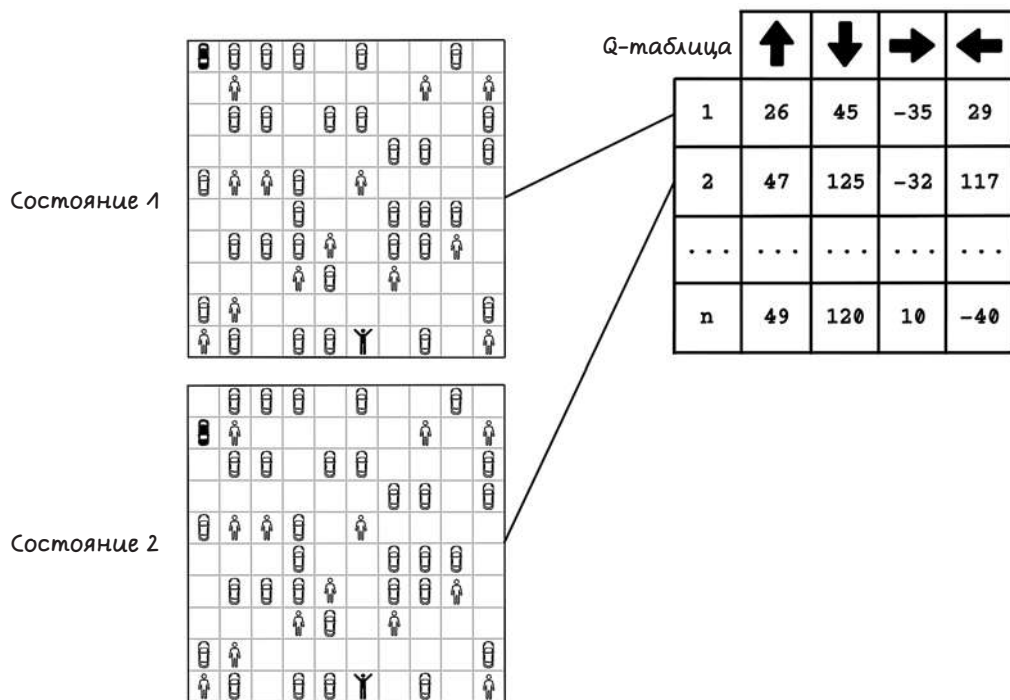 Q-таблица
1 26 45 -35 29
2 47 125 -32 117
... ... ... ... ...
n 49 120 10 -40
Состояние 1
Состояние 2